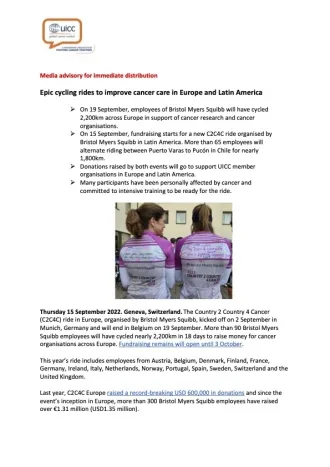 UICC
Media advisory for immediate distribution
Epic cycling rides to improve cancer care in Europe and Latin America
➢ On 19 September, employees of Bristol Myers Squibb will have cycled
2,200km across Europe in support of cancer research and cancer
organisations.
➢ On 15 September, fundraising starts for a new C2C4C ride organised by
Bristol Myers Squibb in Latin America. More than 65 employees will
alternate riding between Puerto Varas to Pucón in Chile for nearly
1,800km.
➢ Donations raised by both events will go to support UICC member
organisations in Europe and Latin America.
➢ Many participants have been personally affected by cancer and
committed to intensive training to be ready for the ride.
Thursday 15 September 2022. Geneva, Switzerland. The Country 2 Country 4 Cancer
(C2C4C) ride in Europe, organised by Bristol Myers Squibb, kicked off on 2 September in
Munich, Germany and will end in Belgium on 19 September. More than 90 Bristol Myers
Squibb employees will have cycled nearly 2,200km in 18 days to raise money for cancer
organisations across Europe. Fundraising remains will open until 3 October.
This year's ride includes employees from Austria, Belgium, Denmark, Finland, France,
Germany, Ireland, Italy, Netherlands, Norway, Portugal, Spain, Sweden, Switzerland and the
United Kingdom.
Last year, C2C4C Europe raised a record-breaking USD 600,000 in donations and since the
event's inception in Europe, more than 300 Bristol Myers Squibb employees have raised
over €1.31 million (USD1.35 million).